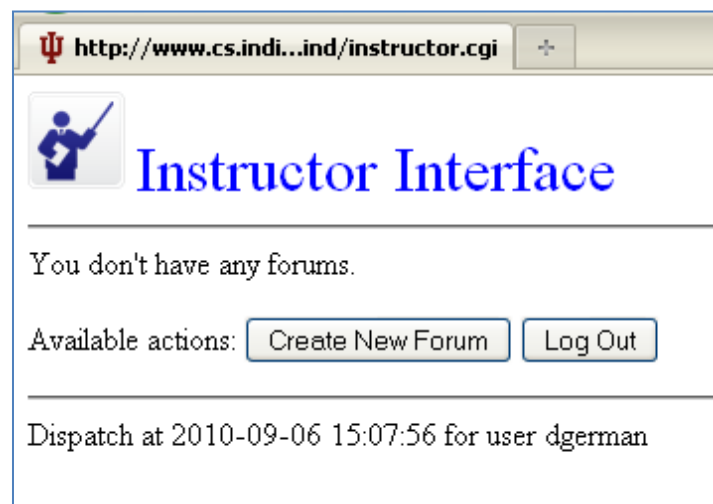 http://www.cs.indi...ind/instructor.cgi
Instructor Interface
You don't have any forums.
Available actions: Create New Forum Log Out
Dispatch at 2010-09-06 15:07:56 for user dgerman